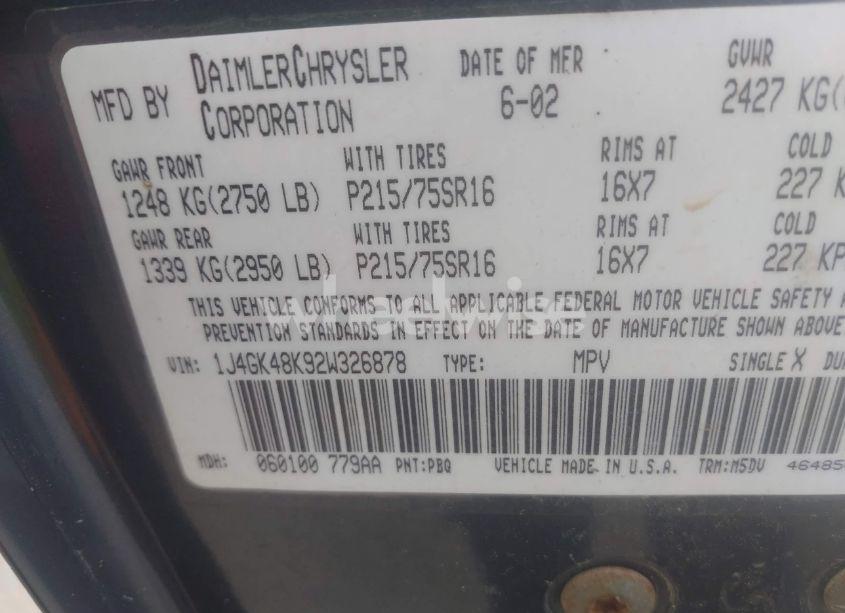 MFD BY DAIMLERCHRYSLER CORPORATION DATE OF MFR 6-02 GVWR 2427 KG(
GAWR FRONT WITH TIRES RIMS AT COLD
1248 KG(2750 LB) P215/75SR16 16X7 227 K
GAWR REAR WITH TIRES RIMS AT COLD
1339 KG(2950 LB) P215/75SR16 16X7 227 KP
THIS VEHICLE CONFORMS TO ALL APPLICABLE FEDERAL MOTOR VEHICLE SAFETY A
PREVENTION STANDARDS IN EFFECT ON THE DATE OF MANUFACTURE SHOWN ABOVE
VIN: 1J4GK48K92W326878 TYPE: MPV SINGLE X DU
MDH: 060100 779AA PNT:PBQ VEHICLE MADE IN U.S.A. TRM:M5DV 4648